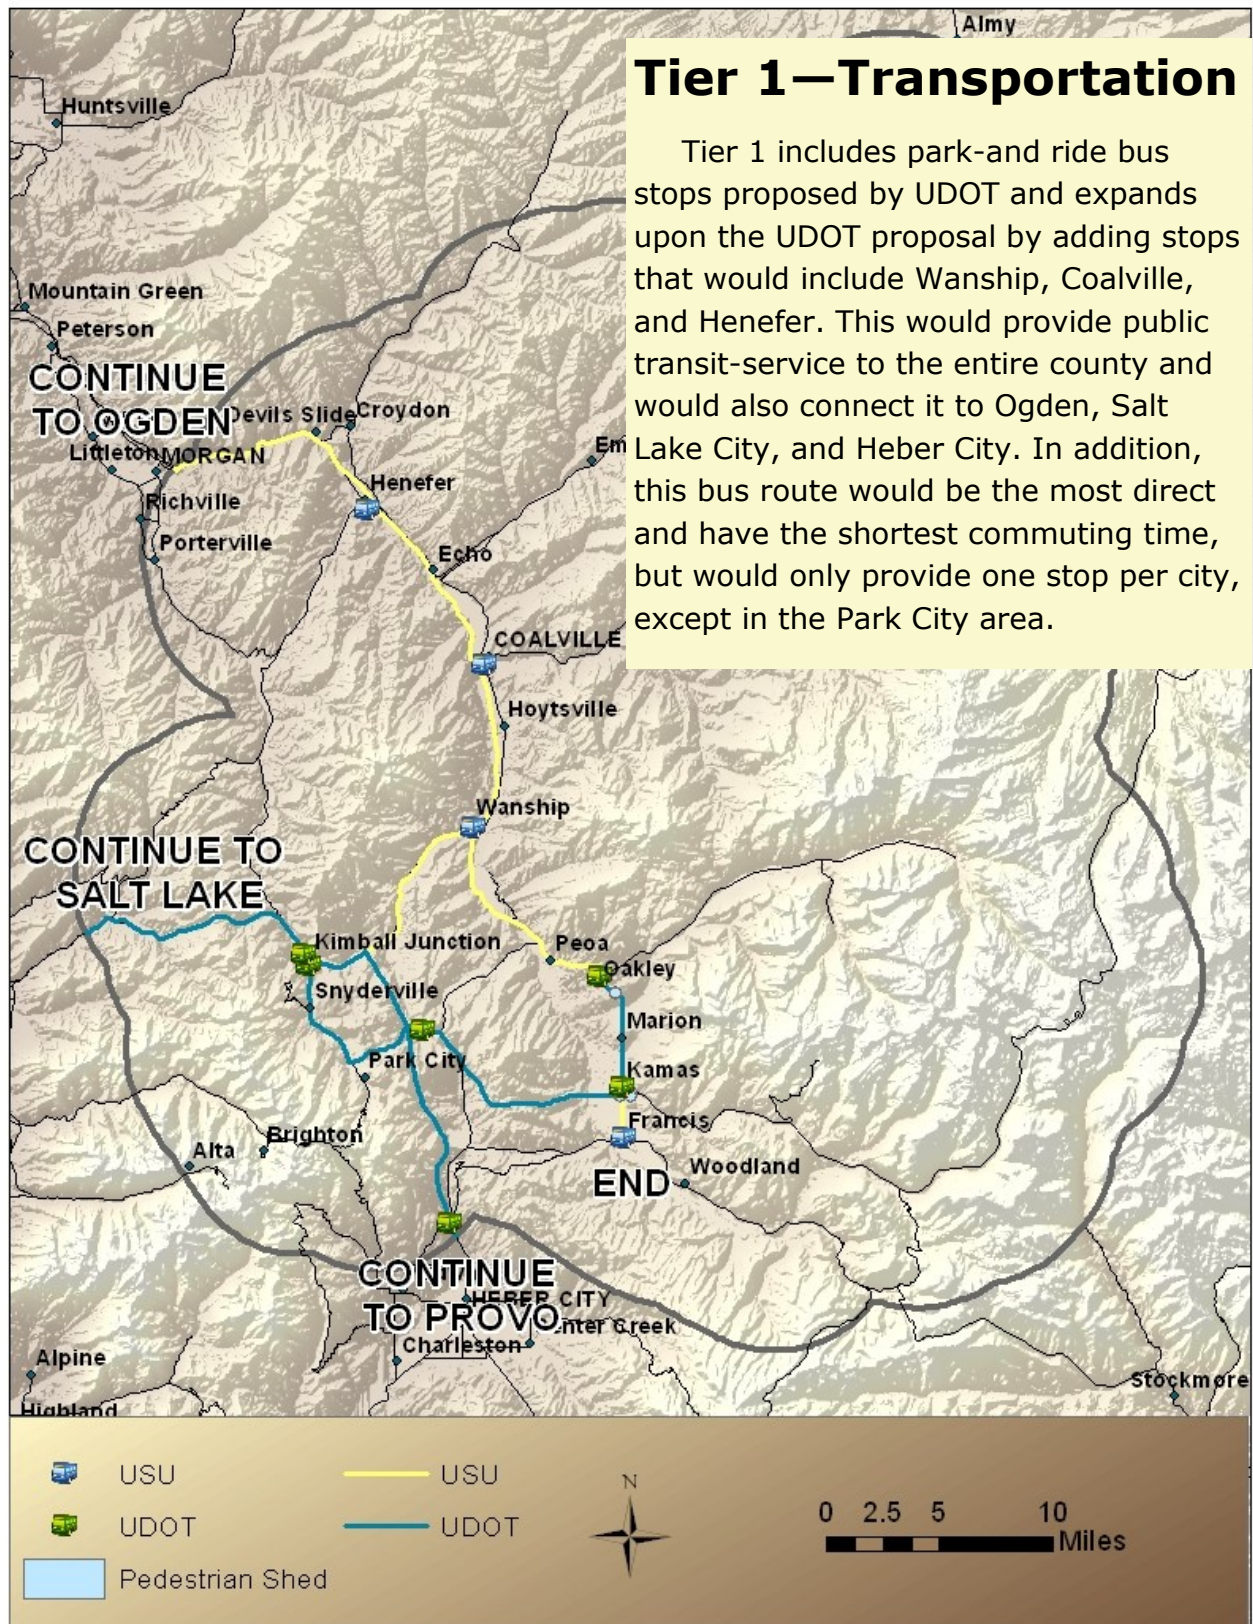 Almy
Tier 1—Transportation
Tier 1 includes park-and ride bus
stops proposed by UDOT and expands
upon the UDOT proposal by adding stops
that would include Wanship, Coalville,
and Henefer. This would provide public
transit-service to the entire county and
would also connect it to Ogden, Salt
Lake City, and Heber City. In addition,
this bus route would be the most direct
and have the shortest commuting time,
but would only provide one stop per city,
except in the Park City area.
Huntsville
Mountain Green
Peterson
CONTINUE
TO OGDEN
Devils Slide
Croydon
Littleton
MORGAN
Em
Henefer
Richville
Porterville
Echo
COALVILLE
Hoytsville
Wanship
CONTINUE TO
SALT LAKE
Kimball Junction
Peoa
Oakley
Snyderville
Marion
Park City
Kamas
Francis
Brighton
Alta
END
Woodland
CONTINUE
TO PROVO
HEBER CITY
enter Creek
Charleston
Alpine
Stockmore
Highland
USU
USU
UDOT
UDOT
Pedestrian Shed
N
0 2.5 5 10
Miles